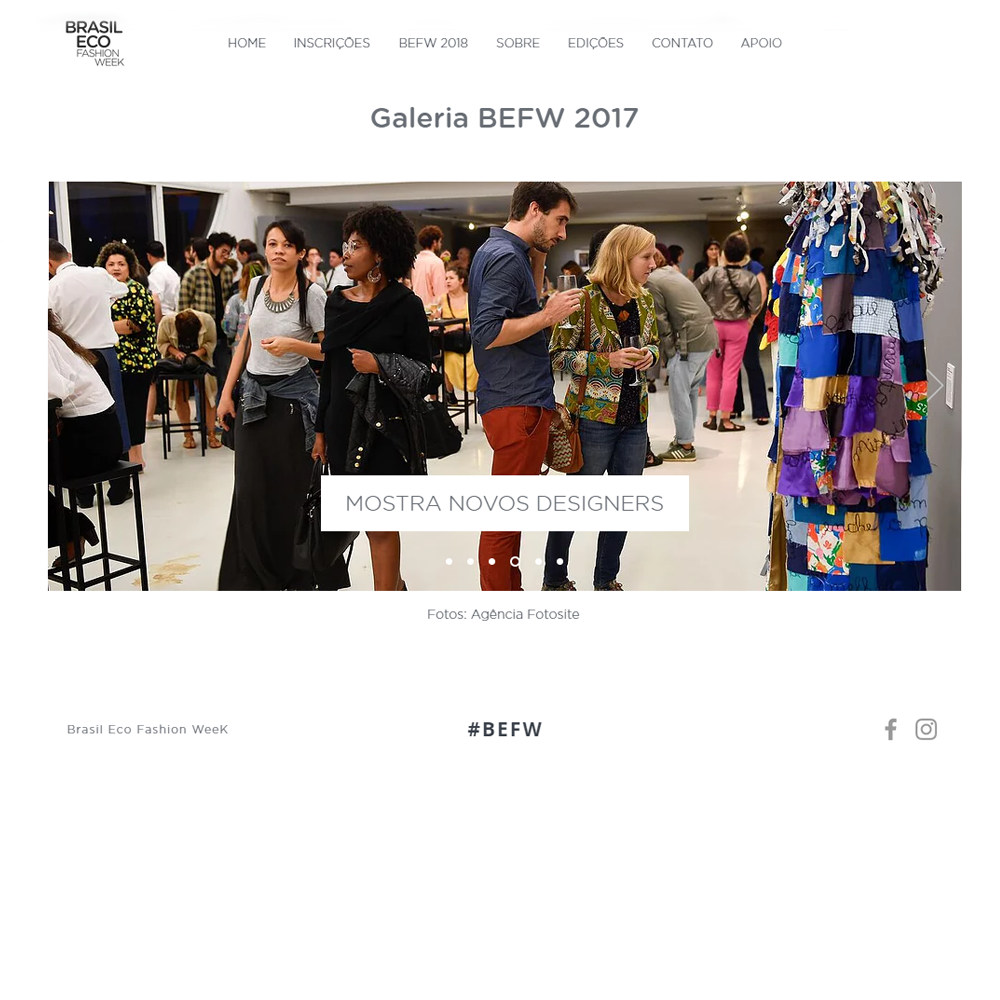 BRASIL
ECO
FASHION
WEEK
HOME INSCRIÇÕES BEFW 2018 SOBRE EDIÇÕES CONTATO APOIO
Galeria BEFW 2017
MOSTRA NOVOS DESIGNERS
Fotos: Agência Fotosite
Brasil Eco Fashion WeeK #BEFW